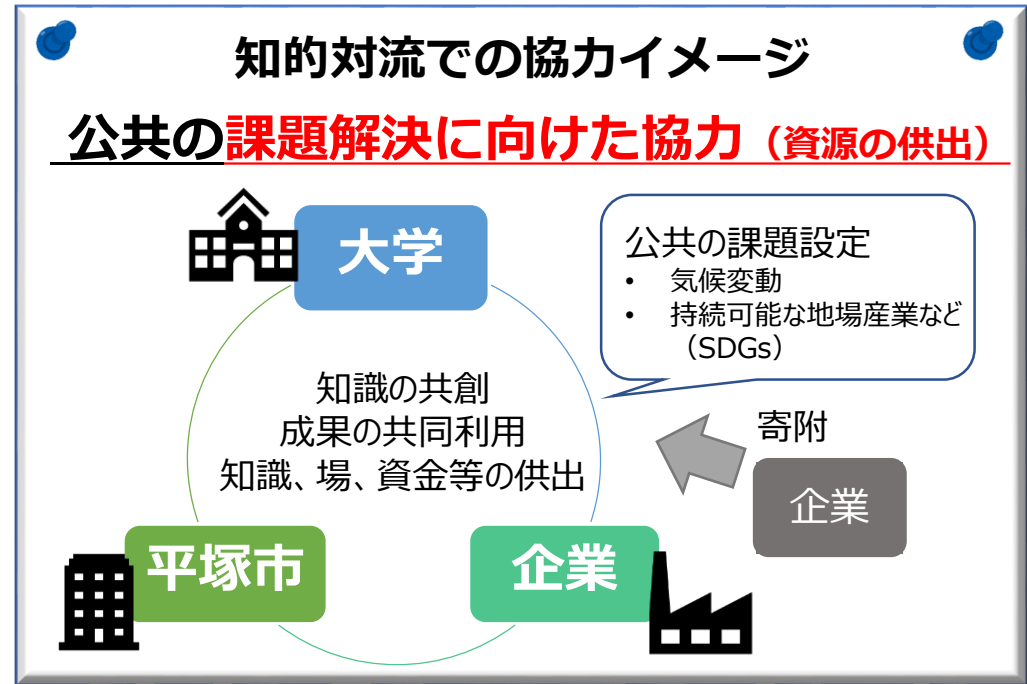 知的対流での協力イメージ
公共の課題解決に向けた協力（資源の供出）
大学
公共の課題設定
• 気候変動
• 持続可能な地場産業など
（SDGs）
知識の共創
成果の共同利用
知識、場、資金等の供出
寄附
企業
平塚市
企業